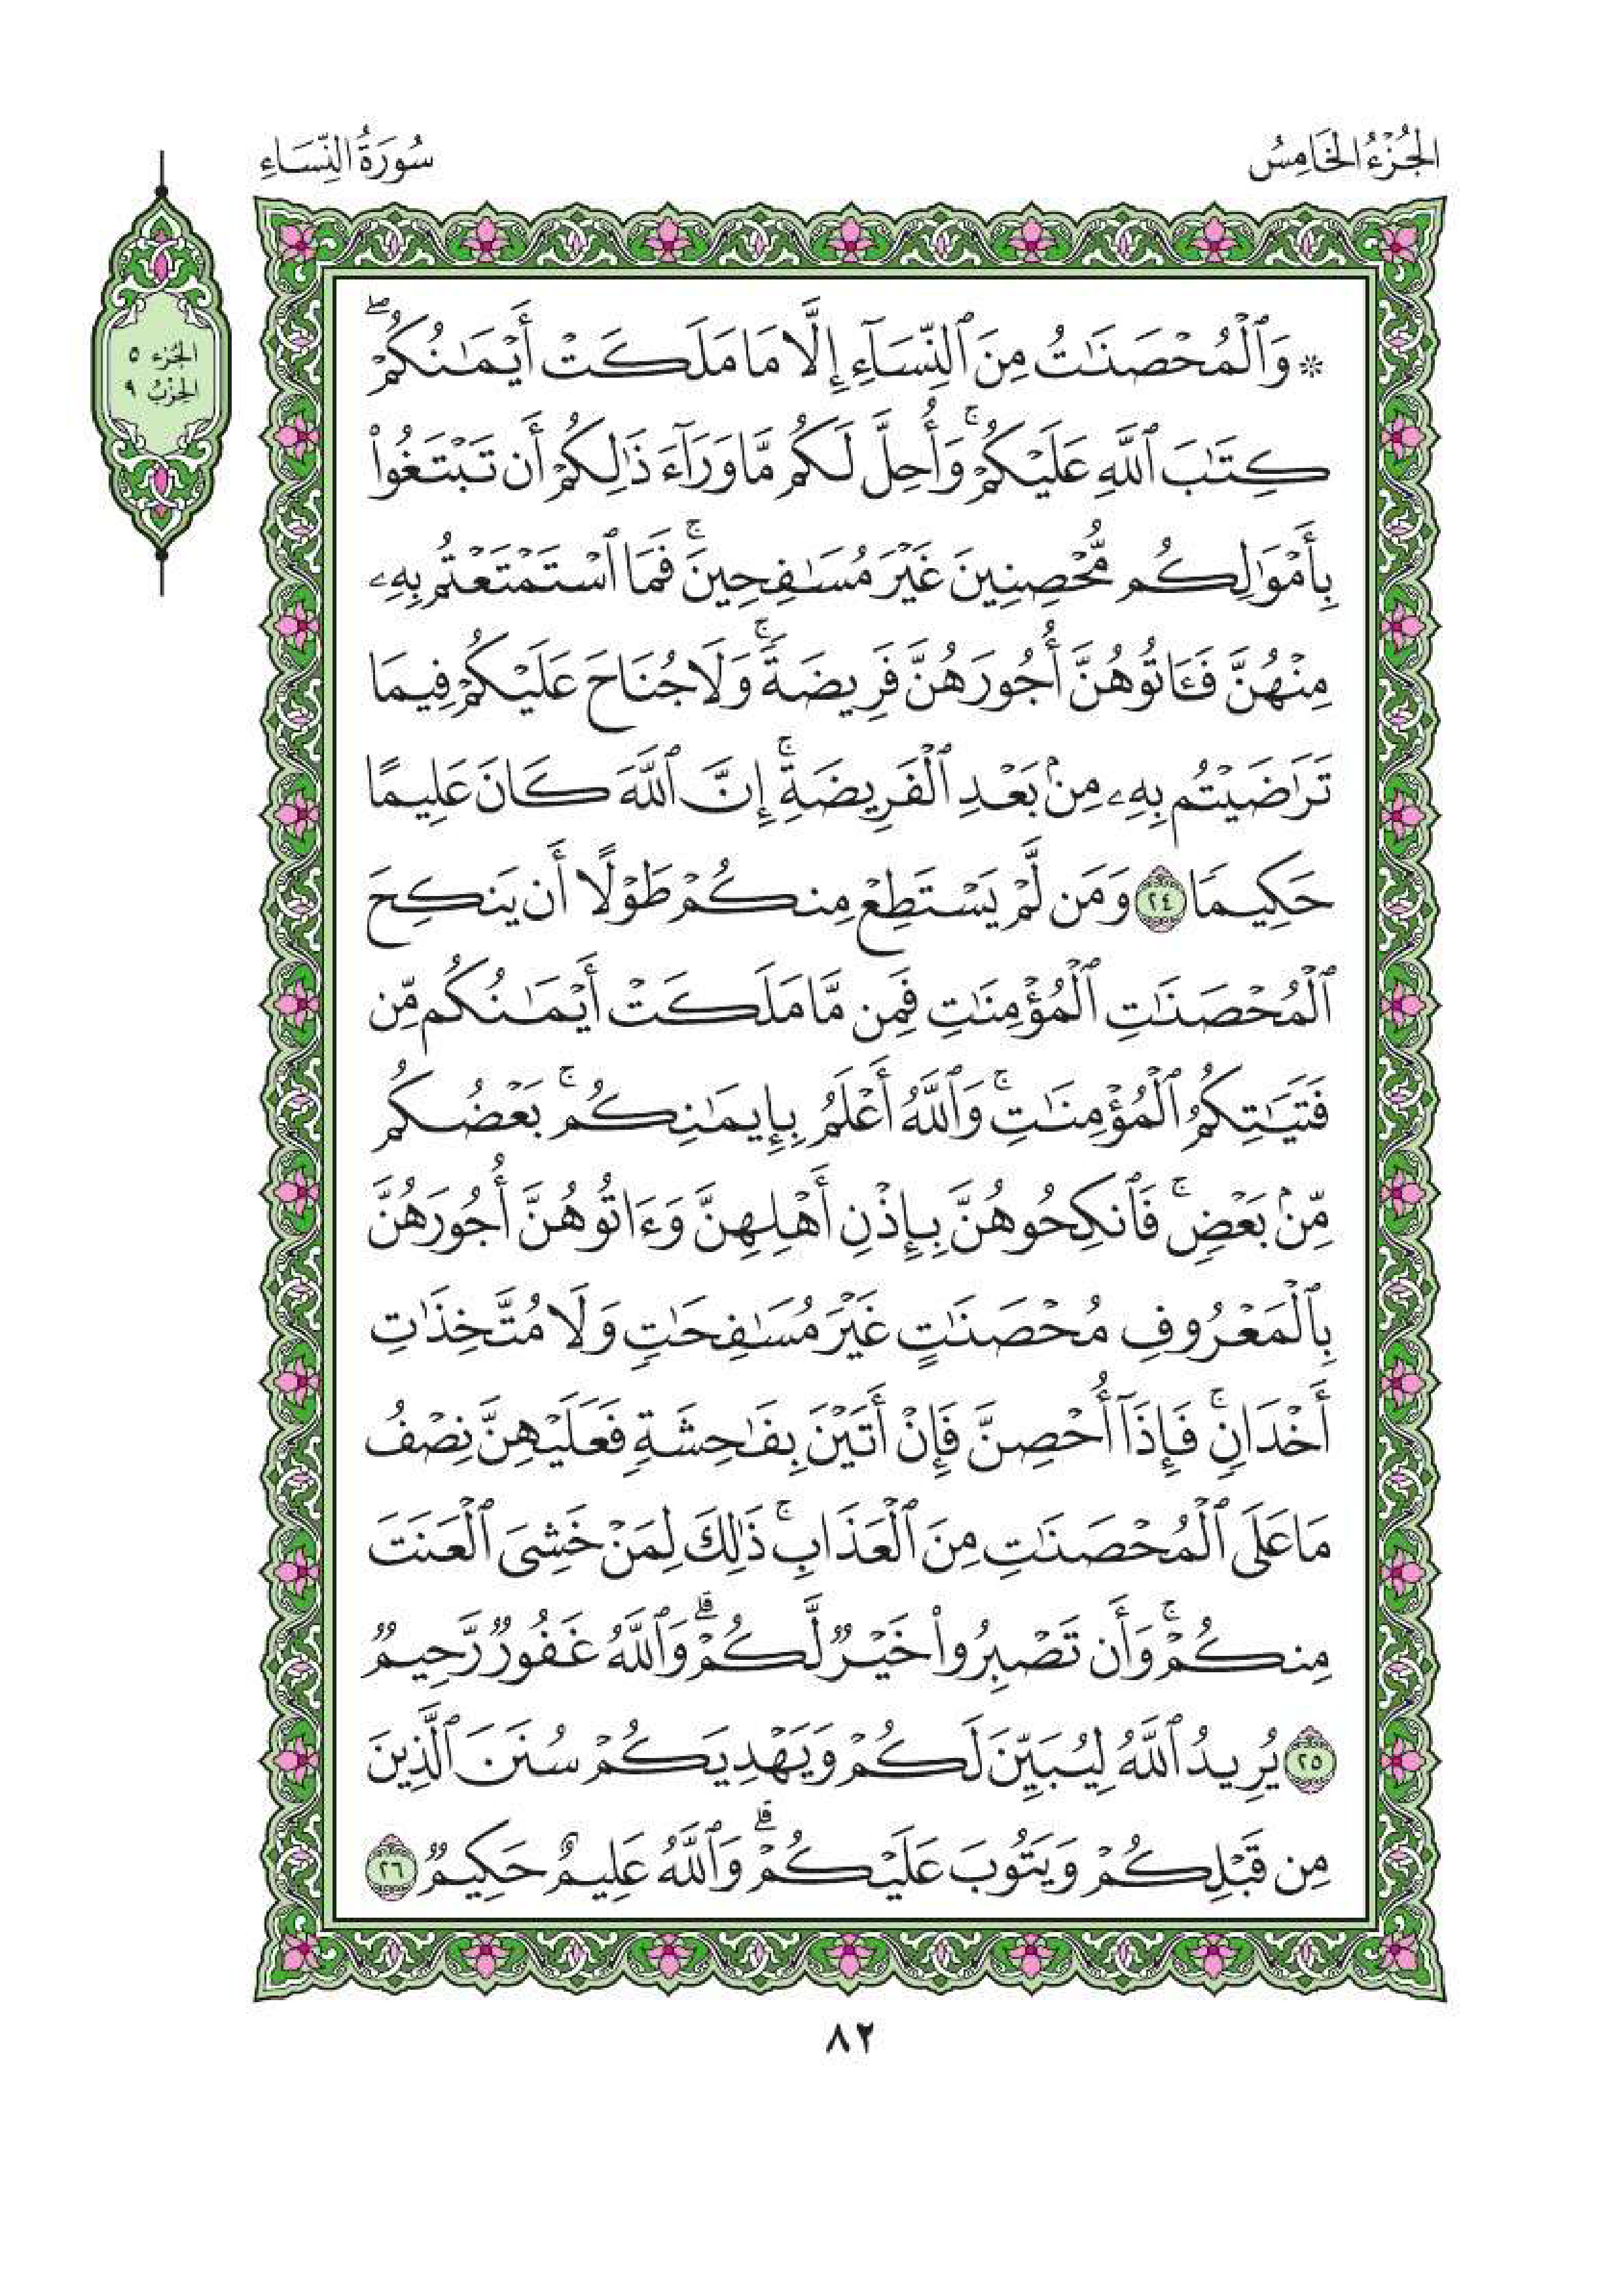 الجُزْءُ الخَامِسُ
سُورَةُ النِّسَاءِ
الجُزء ٥
الحِزْبُ ٩
۞ وَٱلْمُحْصَنَٰتُ مِنَ ٱلنِّسَآءِ إِلَّا مَا مَلَكَتْ أَيْمَٰنُكُمْۖ
كِتَٰبَ ٱللَّهِ عَلَيْكُمْۚ وَأُحِلَّ لَكُم مَّا وَرَآءَ ذَٰلِكُمْ أَن تَبْتَغُوا۟
بِأَمْوَٰلِكُم مُّحْصِنِينَ غَيْرَ مُسَٰفِحِينَۚ فَمَا ٱسْتَمْتَعْتُم بِهِۦ
مِنْهُنَّ فَـَٔاتُوهُنَّ أُجُورَهُنَّ فَرِيضَةًۚ وَلَا جُنَاحَ عَلَيْكُمْ فِيمَا
تَرَٰضَيْتُم بِهِۦ مِنۢ بَعْدِ ٱلْفَرِيضَةِۚ إِنَّ ٱللَّهَ كَانَ عَلِيمًا
حَكِيمًا ٢٤ وَمَن لَّمْ يَسْتَطِعْ مِنكُمْ طَوْلًا أَن يَنكِحَ
ٱلْمُحْصَنَٰتِ ٱلْمُؤْمِنَٰتِ فَمِن مَّا مَلَكَتْ أَيْمَٰنُكُم مِّن
فَتَيَٰتِكُمُ ٱلْمُؤْمِنَٰتِۚ وَٱللَّهُ أَعْلَمُ بِإِيمَٰنِكُمۚ بَعْضُكُم
مِّنۢ بَعْضٍۚ فَٱنكِحُوهُنَّ بِإِذْنِ أَهْلِهِنَّ وَءَاتُوهُنَّ أُجُورَهُنَّ
بِٱلْمَعْرُوفِ مُحْصَنَٰتٍ غَيْرَ مُسَٰفِحَٰتٍ وَلَا مُتَّخِذَٰتِ
أَخْدَانٍۚ فَإِذَآ أُحْصِنَّ فَإِنْ أَتَيْنَ بِفَٰحِشَةٍ فَعَلَيْهِنَّ نِصْفُ
مَا عَلَى ٱلْمُحْصَنَٰتِ مِنَ ٱلْعَذَابِۚ ذَٰلِكَ لِمَنْ خَشِىَ ٱلْعَنَتَ
مِنكُمْۚ وَأَن تَصْبِرُوا۟ خَيْرٌ لَّكُمْۗ وَٱللَّهُ غَفُورٌ رَّحِيمٌ
٢٥ يُرِيدُ ٱللَّهُ لِيُبَيِّنَ لَكُمْ وَيَهْدِيَكُمْ سُنَنَ ٱلَّذِينَ
مِن قَبْلِكُمْ وَيَتُوبَ عَلَيْكُمْۗ وَٱللَّهُ عَلِيمٌ حَكِيمٌ ٢٦
٨٢